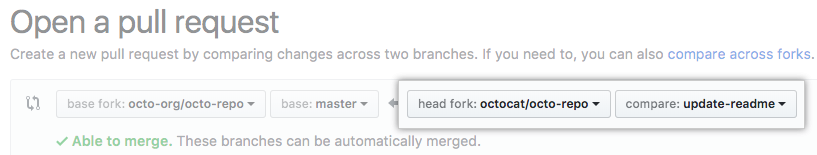 Open a pull request
Create a new pull request by comparing changes across two branches. If you need to, you can also compare across forks.
base fork: octo-org/octo-repo base: master head fork: octocat/octo-repo compare: update-readme
Able to merge. These branches can be automatically merged.